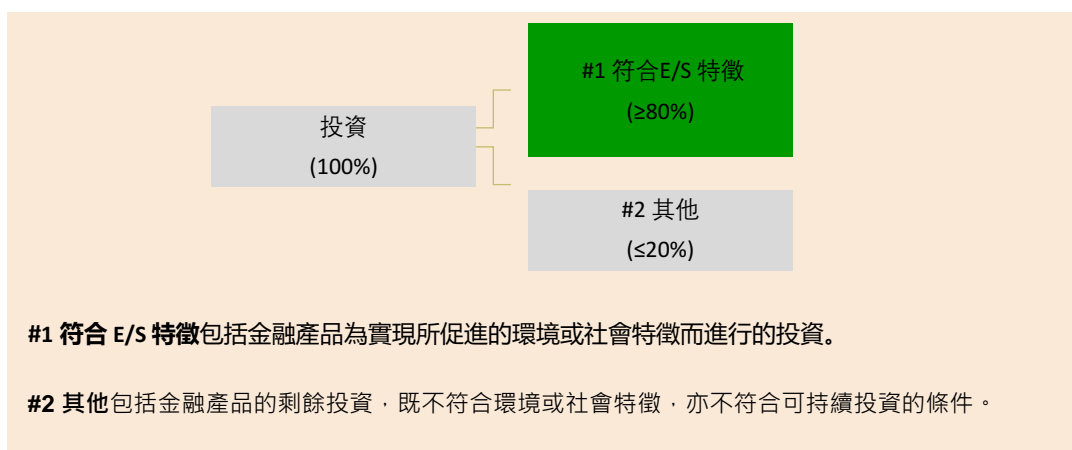 #1 符合E/S 特徵
(≥80%)
投資
(100%)
#2 其他
(≤20%)
#1 符合 E/S 特徵包括金融產品為實現所促進的環境或社會特徵而進行的投資。
#2 其他包括金融產品的剩餘投資，既不符合環境或社會特徵，亦不符合可持續投資的條件。